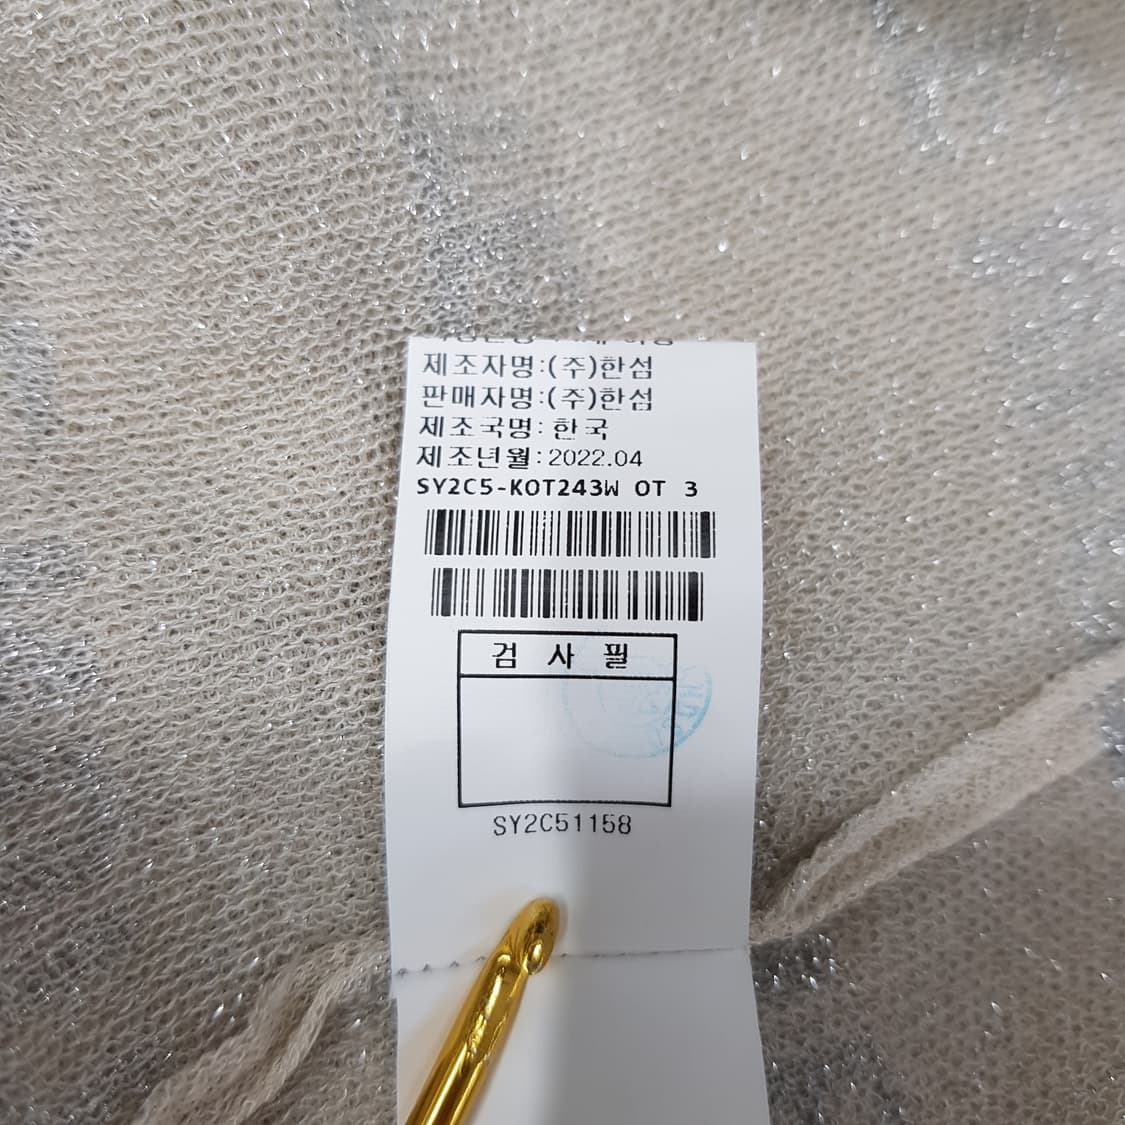 제조자명:(주)한섬
판매자명:(주)한섬
제조국명: 한국
제조년월:2022.04
SY2C5-KOT243W OT 3
검 사 필
SY2C51158